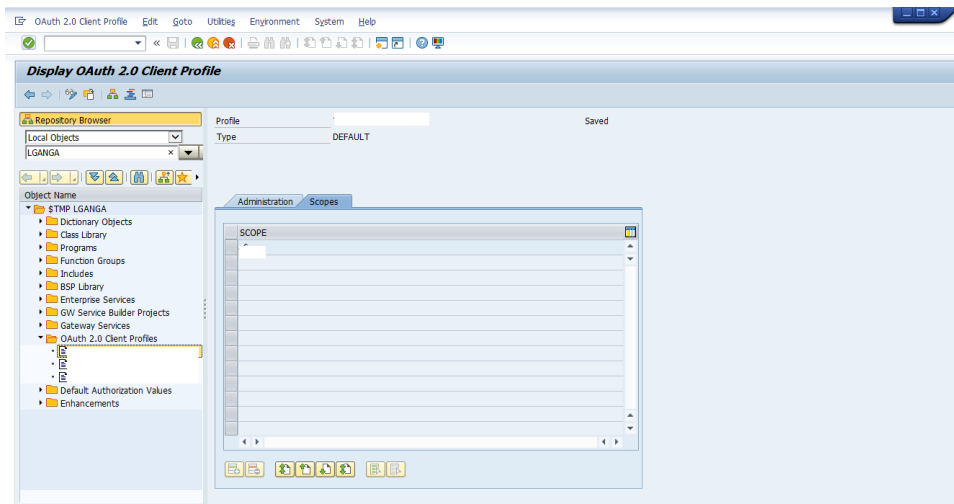 OAuth 2.0 Client Profile Edit Goto Utilities Environment System Help
Display OAuth 2.0 Client Profile
Repository Browser
Local Objects
LGANGA
Object Name
$TMP LGANGA
Dictionary Objects
Class Library
Programs
Function Groups
Includes
BSP Library
Enterprise Services
GW Service Builder Projects
Gateway Services
OAuth 2.0 Client Profiles
Default Authorization Values
Enhancements
Profile Saved
Type DEFAULT
Administration Scopes
SCOPE